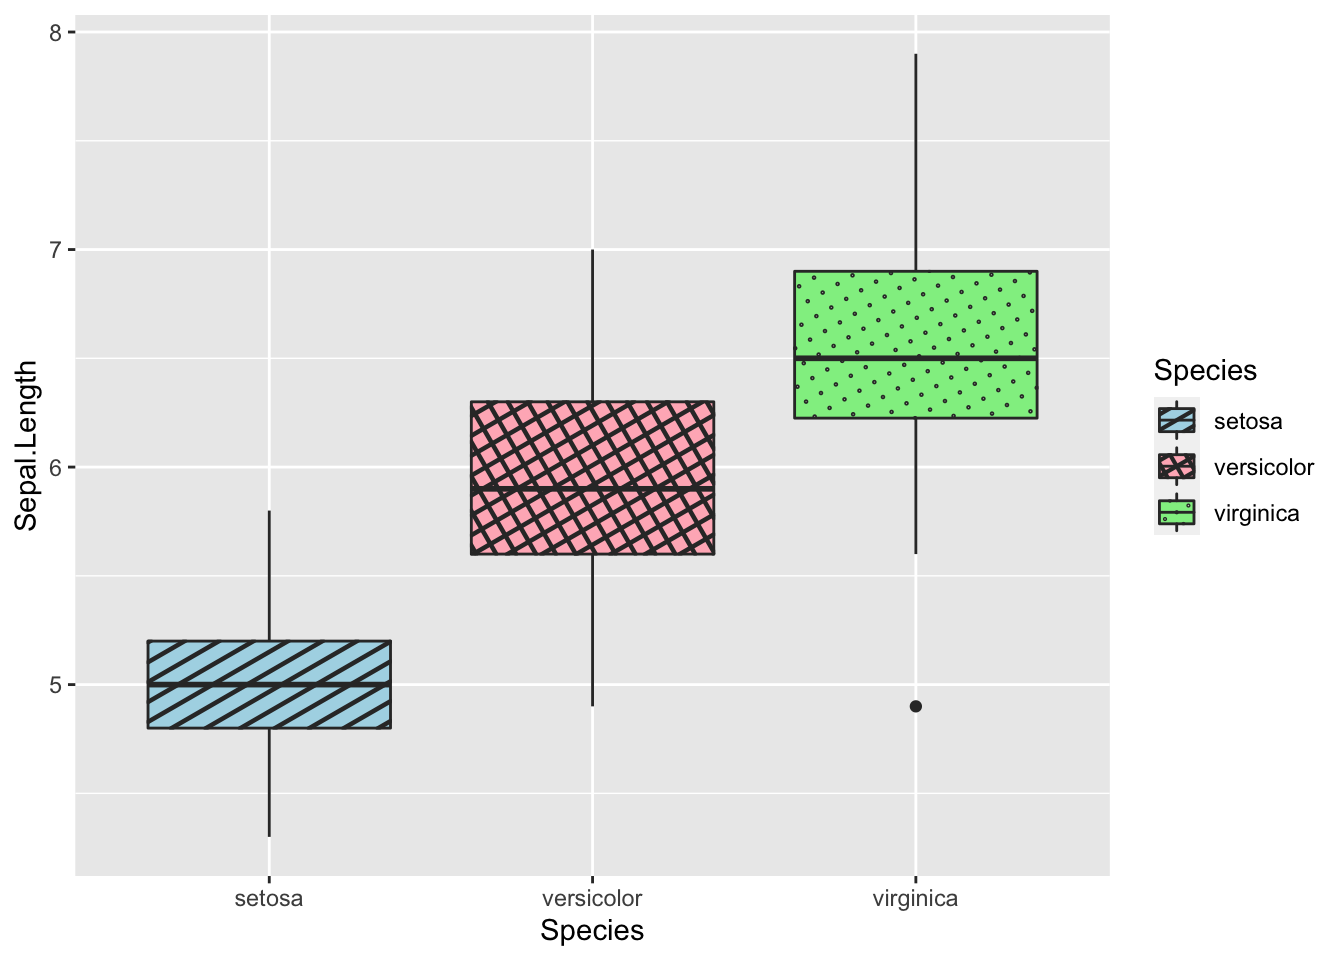 8
7
6
5
Sepal.Length
setosa
versicolor
virginica
Species
Species
setosa
versicolor
virginica